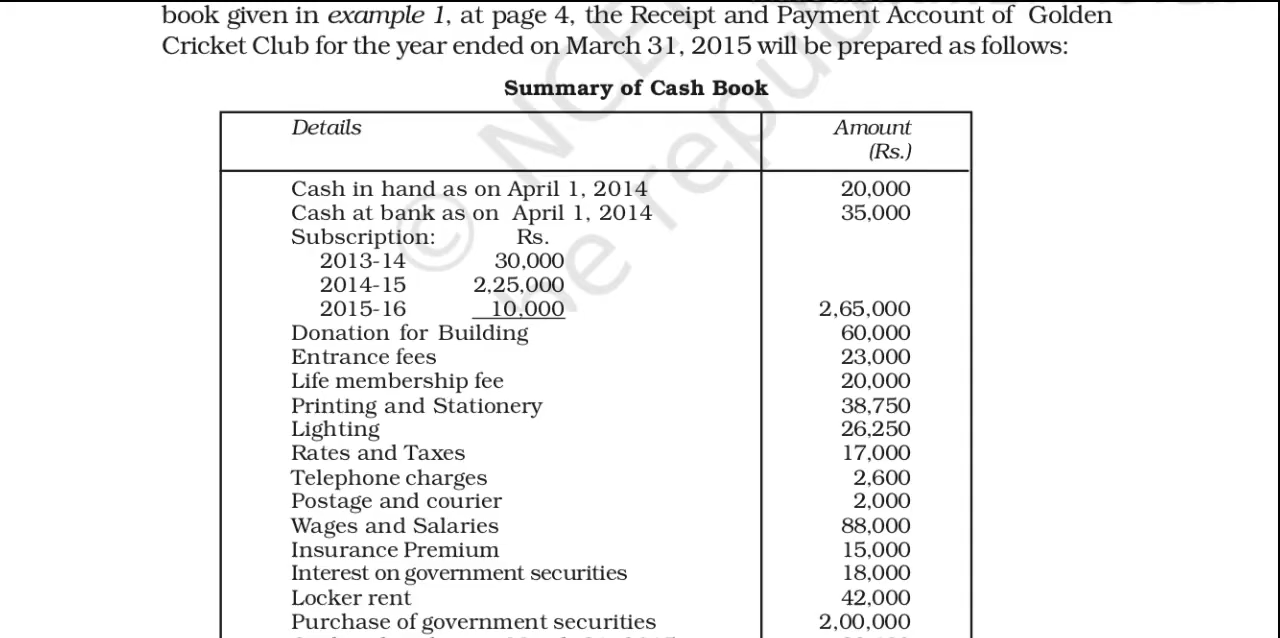 book given in example 1, at page 4, the Receipt and Payment Account of Golden
Cricket Club for the year ended on March 31, 2015 will be prepared as follows:
Summary of Cash Book
Details Amount
(Rs.)
Cash in hand as on April 1, 2014 20,000
Cash at bank as on April 1, 2014 35,000
Subscription: Rs.
2013-14 30,000
2014-15 2,25,000
2015-16 10,000 2,65,000
Donation for Building 60,000
Entrance fees 23,000
Life membership fee 20,000
Printing and Stationery 38,750
Lighting 26,250
Rates and Taxes 17,000
Telephone charges 2,600
Postage and courier 2,000
Wages and Salaries 88,000
Insurance Premium 15,000
Interest on government securities 18,000
Locker rent 42,000
Purchase of government securities 2,00,000